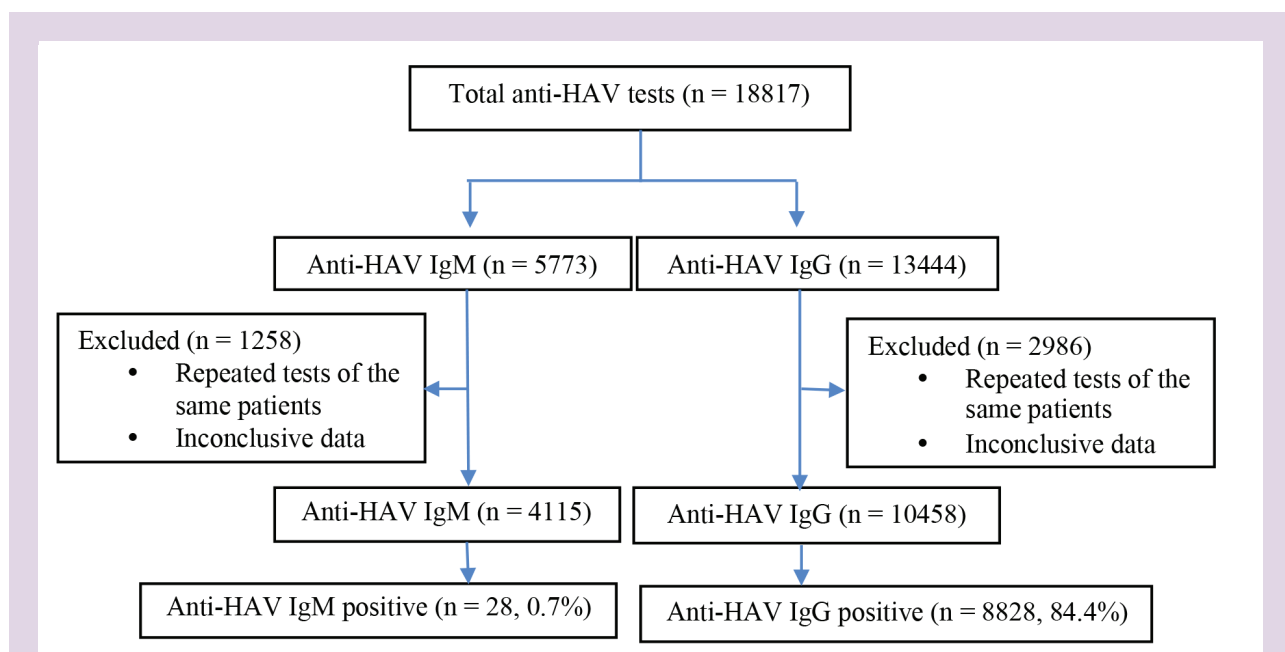 Total anti-HAV tests (n = 18817)
Anti-HAV IgM (n = 5773)
Anti-HAV IgG (n = 13444)
Excluded (n = 1258)
• Repeated tests of the
same patients
• Inconclusive data
Excluded (n = 2986)
• Repeated tests of the
same patients
• Inconclusive data
Anti-HAV IgM (n = 4115)
Anti-HAV IgG (n = 10458)
Anti-HAV IgM positive (n = 28, 0.7%)
Anti-HAV IgG positive (n = 8828, 84.4%)